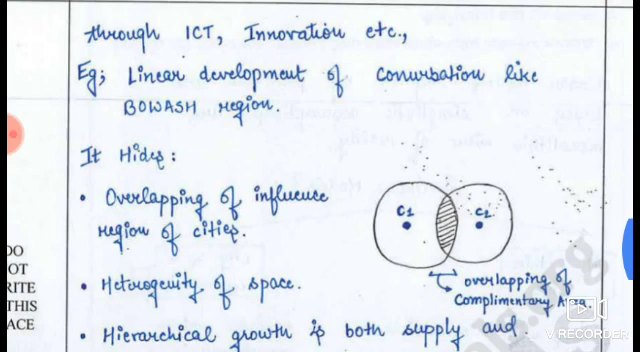 through ICT, Innovation etc.,
Eg; Linear development of Conurbation like
BOWASH region.
It Hides:
• Overlapping of influence
region of cities.
C1 C2
overlapping of
Complimentary Area.
• Heterogeneity of space.
• Hierarchical growth is both supply and
DO
OT
RITE
THIS
ACE
V RECORDER